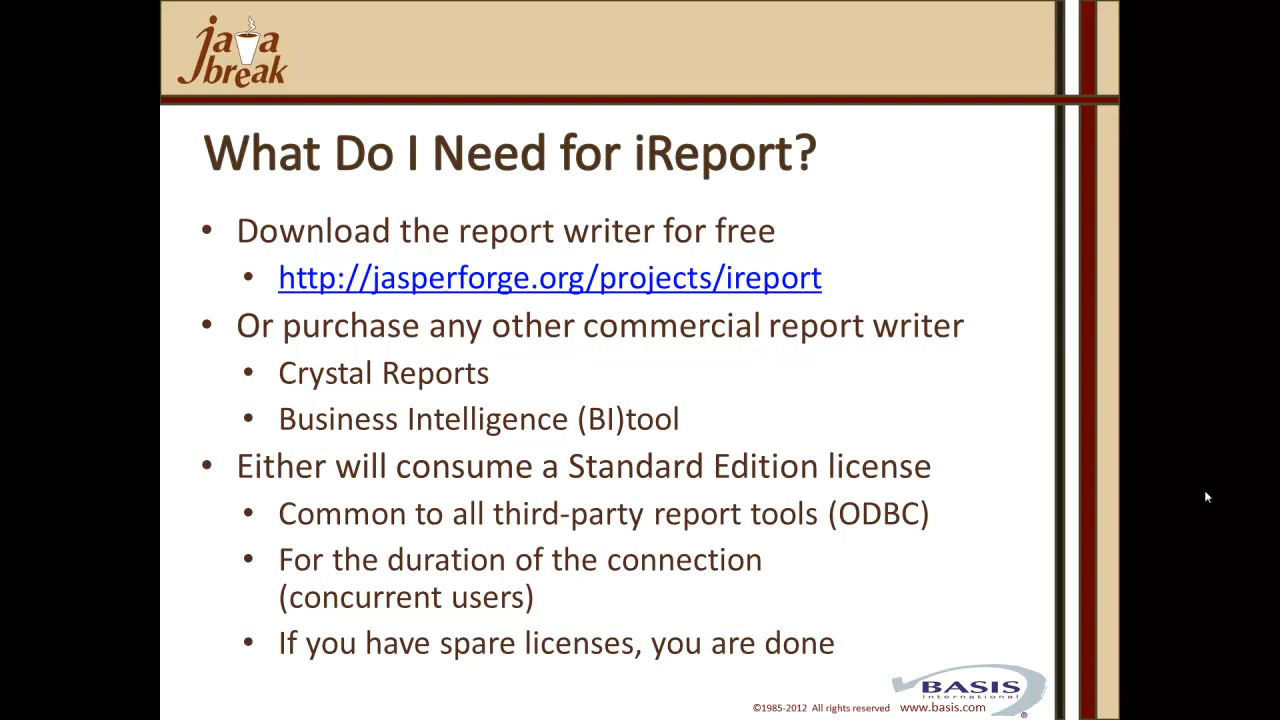 java
break
What Do I Need for iReport?
• Download the report writer for free
• http://jasperforge.org/projects/ireport
• Or purchase any other commercial report writer
• Crystal Reports
• Business Intelligence (BI)tool
• Either will consume a Standard Edition license
• Common to all third-party report tools (ODBC)
• For the duration of the connection
(concurrent users)
• If you have spare licenses, you are done
BASIS
International
®
©1985-2012 All rights reserved www.basis.com